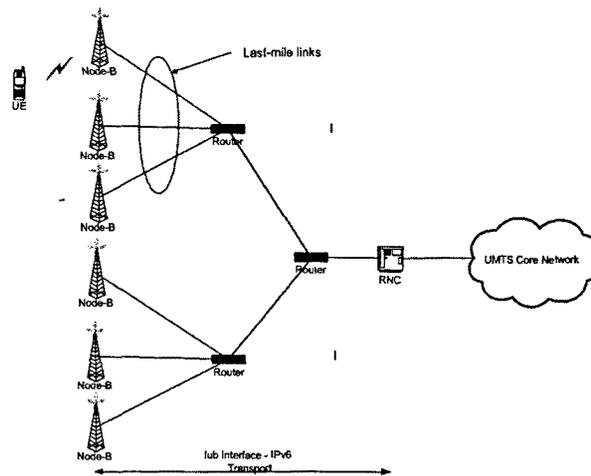 Node-B
Last-mile links
UE
Node-B
Router
Node-B
Node-B
Router
RNC
UMTS Core Network
Node-B
Router
Node-B
Iub Interface - IPv6
Transport